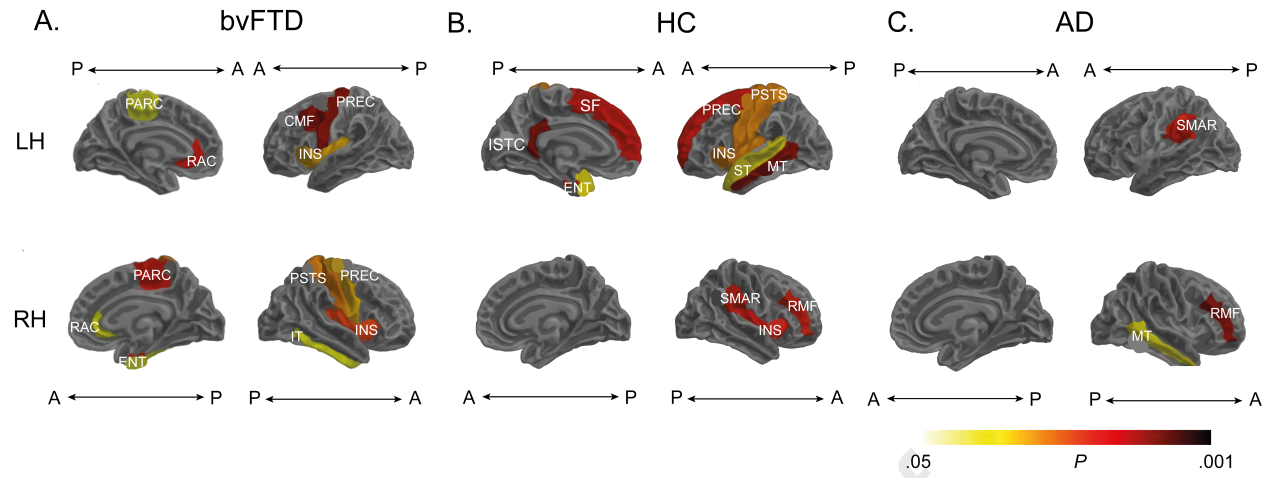 A. bvFTD B. HC C. AD
P A A P P A A P P A A P
LH
PARC RAC CMF PREC INS
ISTC SF ENT PREC PSTS INS ST MT
SMAR
RH
PARC RAC ENT PSTS PREC IT INS
SMAR RMF INS
MT RMF
A P P A A P P A A P P A
.05 P .001